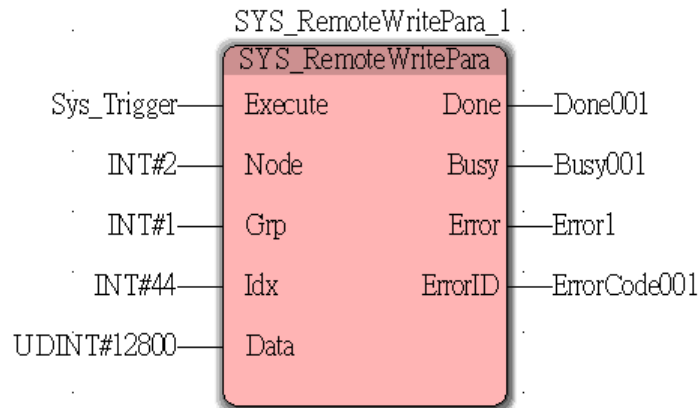 SYS_RemoteWritePara_1
SYS_RemoteWritePara
Sys_Trigger Execute Done Done001
INT#2 Node Busy Busy001
INT#1 Grp Error Error1
INT#44 Idx ErrorID ErrorCode001
UDINT#12800 Data